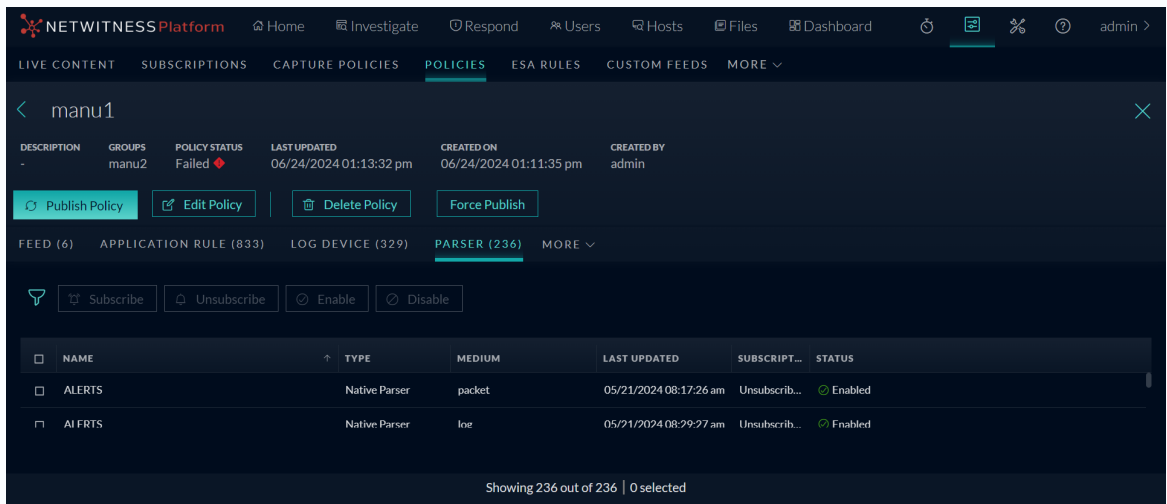 NETWITNESS Platform Home Investigate Respond Users Hosts Files Dashboard admin >
LIVE CONTENT SUBSCRIPTIONS CAPTURE POLICIES POLICIES ESA RULES CUSTOM FEEDS MORE
manu1
DESCRIPTION GROUPS POLICY STATUS LAST UPDATED CREATED ON CREATED BY
- manu2 Failed 06/24/2024 01:13:32 pm 06/24/2024 01:11:35 pm admin
Publish Policy Edit Policy Delete Policy Force Publish
FEED (6) APPLICATION RULE (833) LOG DEVICE (329) PARSER (236) MORE
Subscribe Unsubscribe Enable Disable
NAME TYPE MEDIUM LAST UPDATED SUBSCRIPT... STATUS
ALERTS Native Parser packet 05/21/2024 08:17:26 am Unsubscrib... Enabled
ALERTS Native Parser log 05/21/2024 08:29:27 am Unsubscrib... Enabled
Showing 236 out of 236 | 0 selected